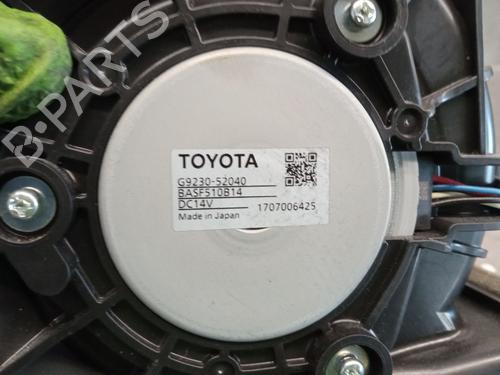 B-PARTS
TOYOTA
G9230-52040
BASF510B14
DC14V 1707006425
Made in Japan